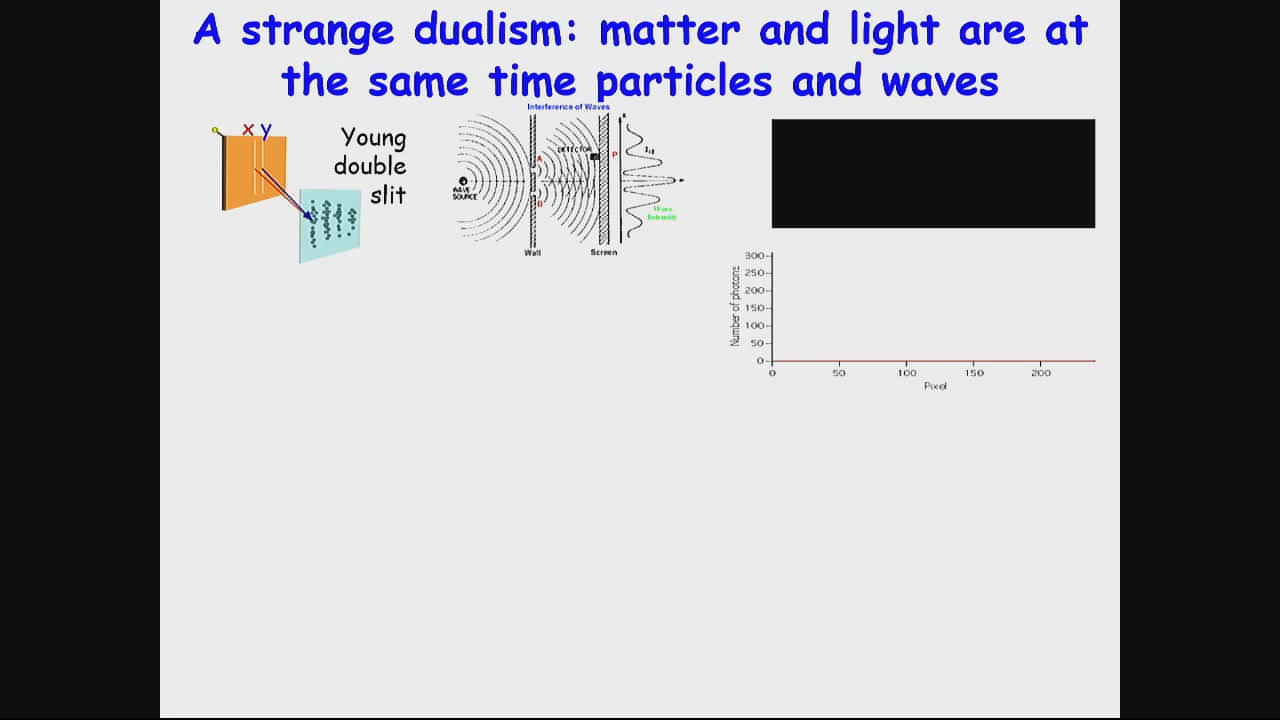 A strange dualism: matter and light are at
the same time particles and waves
x y
Young
double
slit
Interference of Waves
WAVE
SOURCE
A
B
DETECTOR
P
x
I₁₂
Wave
Intensity
Wall
Screen
Number of photons
300
250
200
150
100
50
0
0 50 100 150 200
Pixel